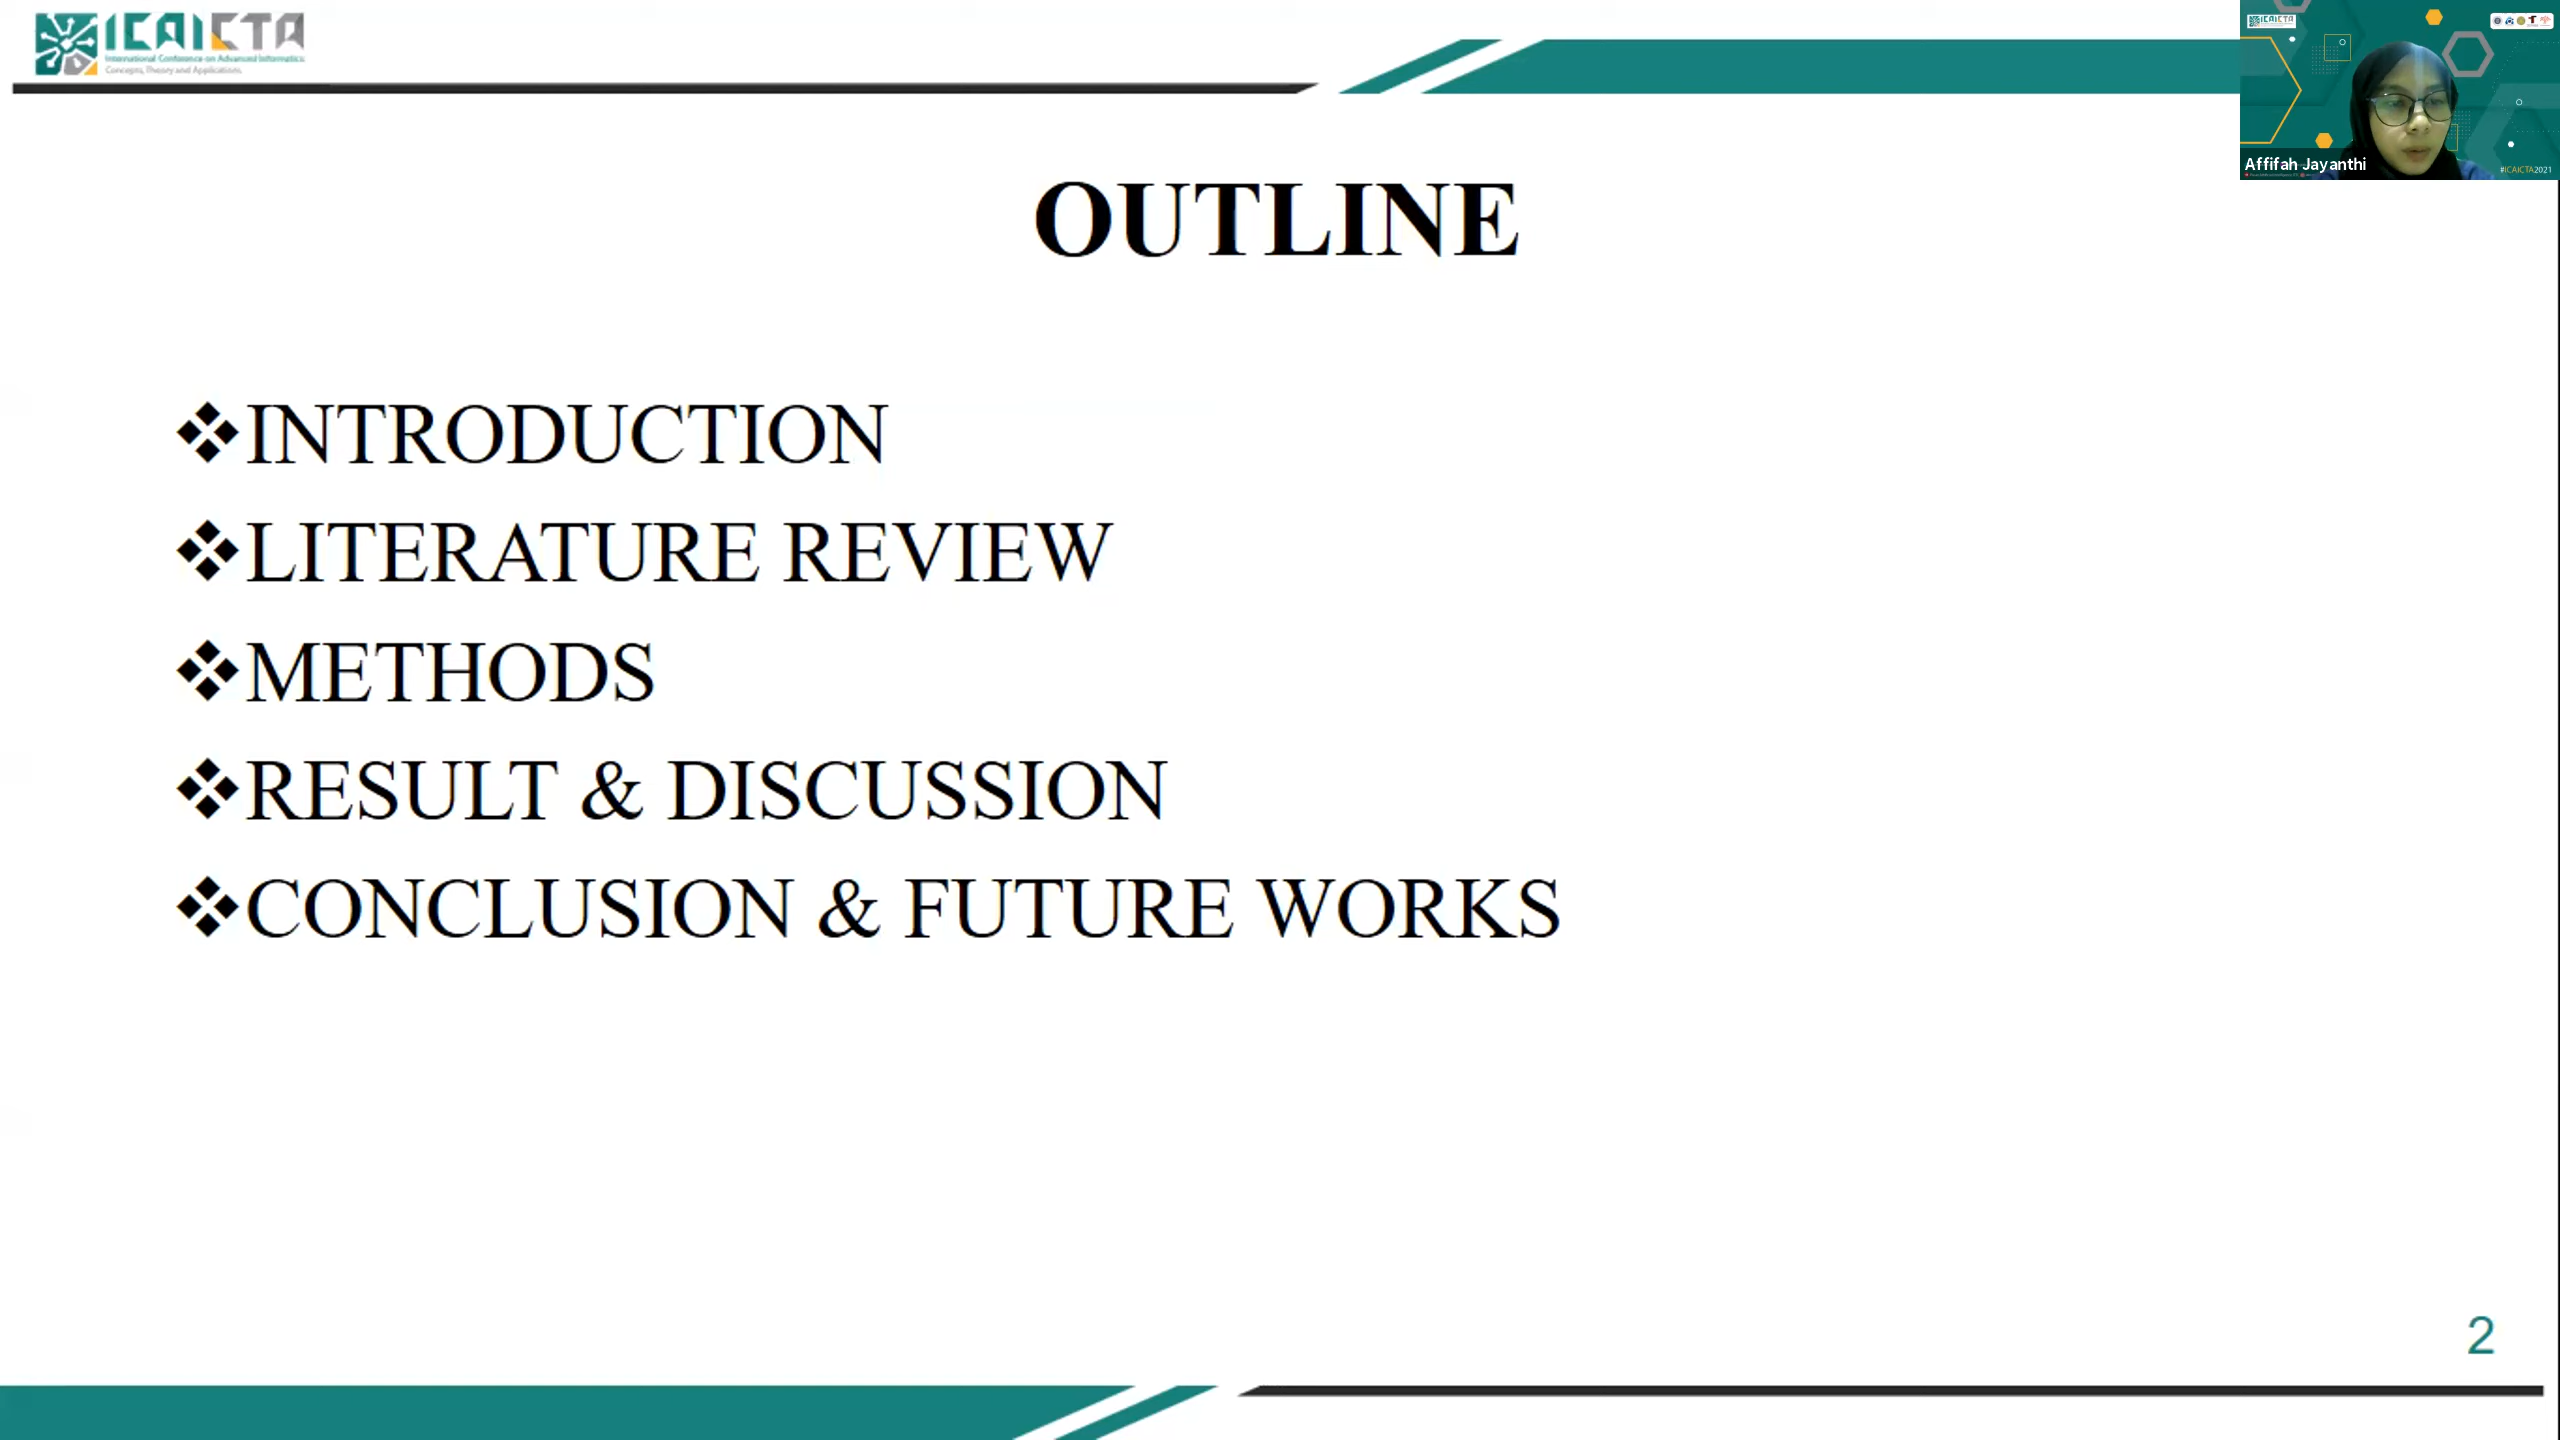 ICAICTA
International Conference on Advanced Informatics:
Concepts, Theory and Applications
ICAICTA
Affifah Jayanthi
#ICAICTA2021
OUTLINE
❖INTRODUCTION
❖LITERATURE REVIEW
❖METHODS
❖RESULT & DISCUSSION
❖CONCLUSION & FUTURE WORKS
2